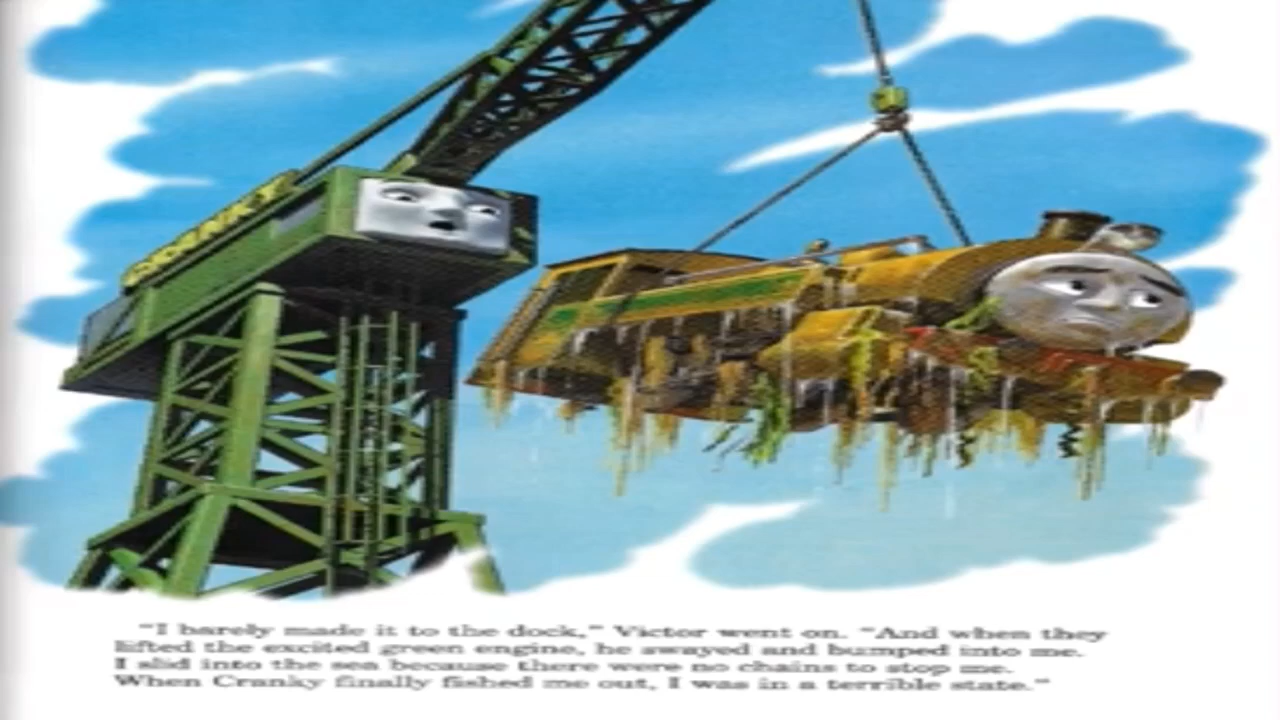 CRANKY
"I barely made it to the dock," Victor went on. "And when they
lifted the excited green engine, he swayed and bumped into me.
I slid into the sea because there were no chains to stop me.
When Cranky finally fished me out, I was in a terrible state."